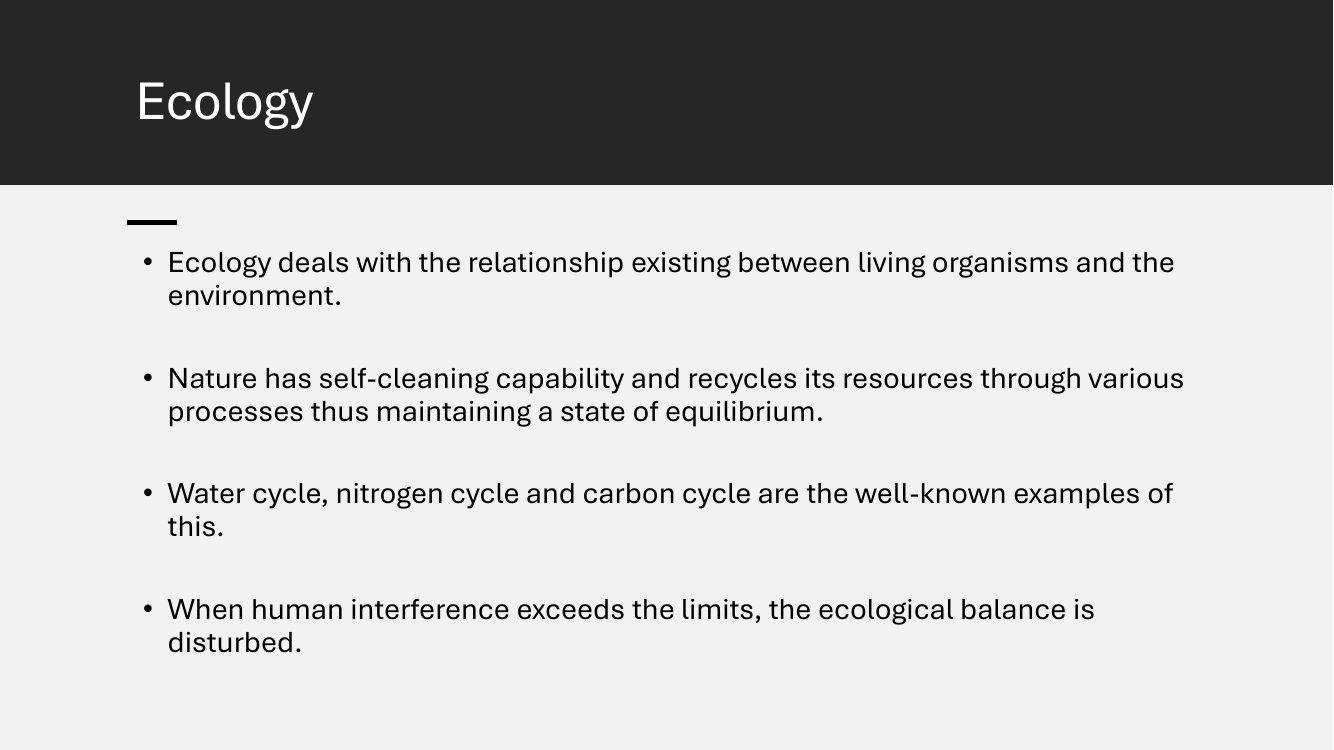 Ecology
• Ecology deals with the relationship existing between living organisms and the
environment.
• Nature has self-cleaning capability and recycles its resources through various
processes thus maintaining a state of equilibrium.
• Water cycle, nitrogen cycle and carbon cycle are the well-known examples of
this.
• When human interference exceeds the limits, the ecological balance is
disturbed.